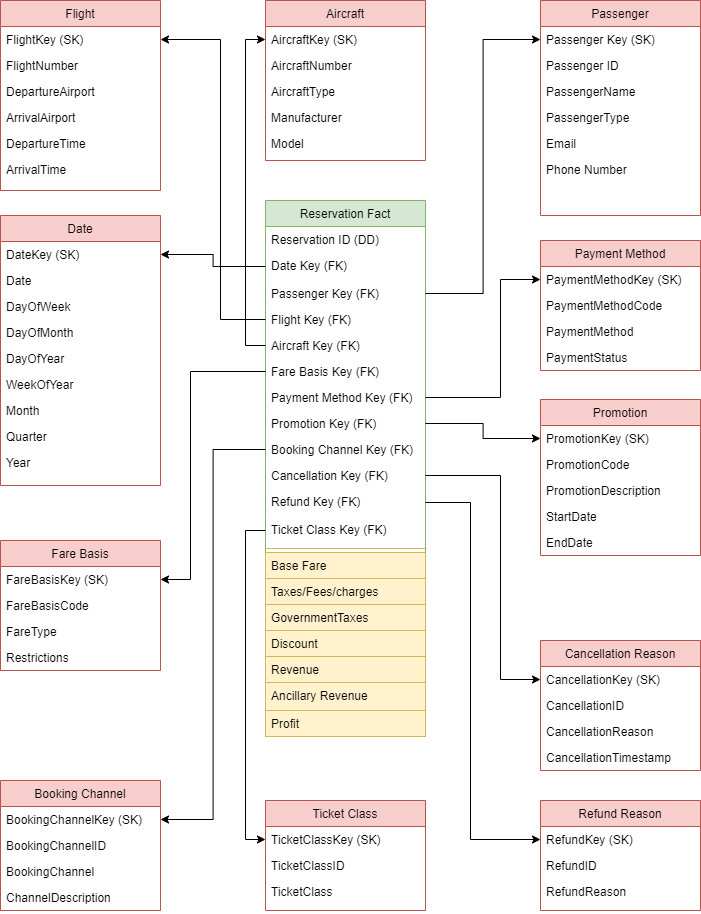 Flight
FlightKey (SK)
FlightNumber
DepartureAirport
ArrivalAirport
DepartureTime
ArrivalTime
Aircraft
AircraftKey (SK)
AircraftNumber
AircraftType
Manufacturer
Model
Passenger
Passenger Key (SK)
Passenger ID
PassengerName
PassengerType
Email
Phone Number
Date
DateKey (SK)
Date
DayOfWeek
DayOfMonth
DayOfYear
WeekOfYear
Month
Quarter
Year
Reservation Fact
Reservation ID (DD)
Date Key (FK)
Passenger Key (FK)
Flight Key (FK)
Aircraft Key (FK)
Fare Basis Key (FK)
Payment Method Key (FK)
Promotion Key (FK)
Booking Channel Key (FK)
Cancellation Key (FK)
Refund Key (FK)
Ticket Class Key (FK)
Base Fare
Taxes/Fees/charges
GovernmentTaxes
Discount
Revenue
Ancillary Revenue
Profit
Payment Method
PaymentMethodKey (SK)
PaymentMethodCode
PaymentMethod
PaymentStatus
Promotion
PromotionKey (SK)
PromotionCode
PromotionDescription
StartDate
EndDate
Fare Basis
FareBasisKey (SK)
FareBasisCode
FareType
Restrictions
Cancellation Reason
CancellationKey (SK)
CancellationID
CancellationReason
CancellationTimestamp
Booking Channel
BookingChannelKey (SK)
BookingChannelID
BookingChannel
ChannelDescription
Ticket Class
TicketClassKey (SK)
TicketClassID
TicketClass
Refund Reason
RefundKey (SK)
RefundID
RefundReason